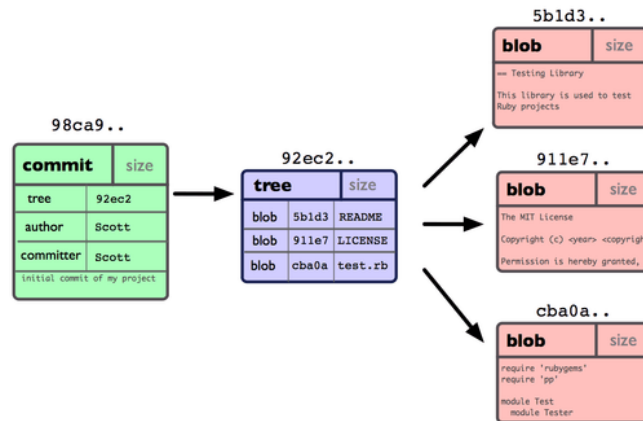 98ca9..
commit size
tree 92ec2
author Scott
committer Scott
initial commit of my project
92ec2..
tree size
blob 5b1d3 README
blob 911e7 LICENSE
blob cba0a test.rb
5b1d3..
blob size
== Testing Library
This library is used to test
Ruby projects
911e7..
blob size
The MIT License
Copyright (c) <year> <copyrigh
Permission is hereby granted,
cba0a..
blob size
require 'rubygems'
require 'pp'
module Test
module Tester